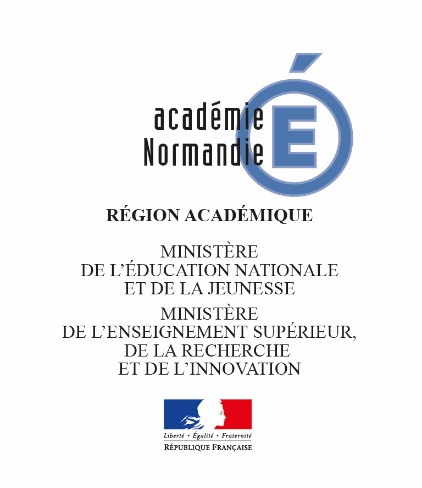 académie
Normandie
É
RÉGION ACADÉMIQUE
MINISTÈRE
DE L'ÉDUCATION NATIONALE
ET DE LA JEUNESSE
MINISTÈRE
DE L'ENSEIGNEMENT SUPÉRIEUR,
DE LA RECHERCHE
ET DE L'INNOVATION
Liberté • Égalité • Fraternité
RÉPUBLIQUE FRANÇAISE